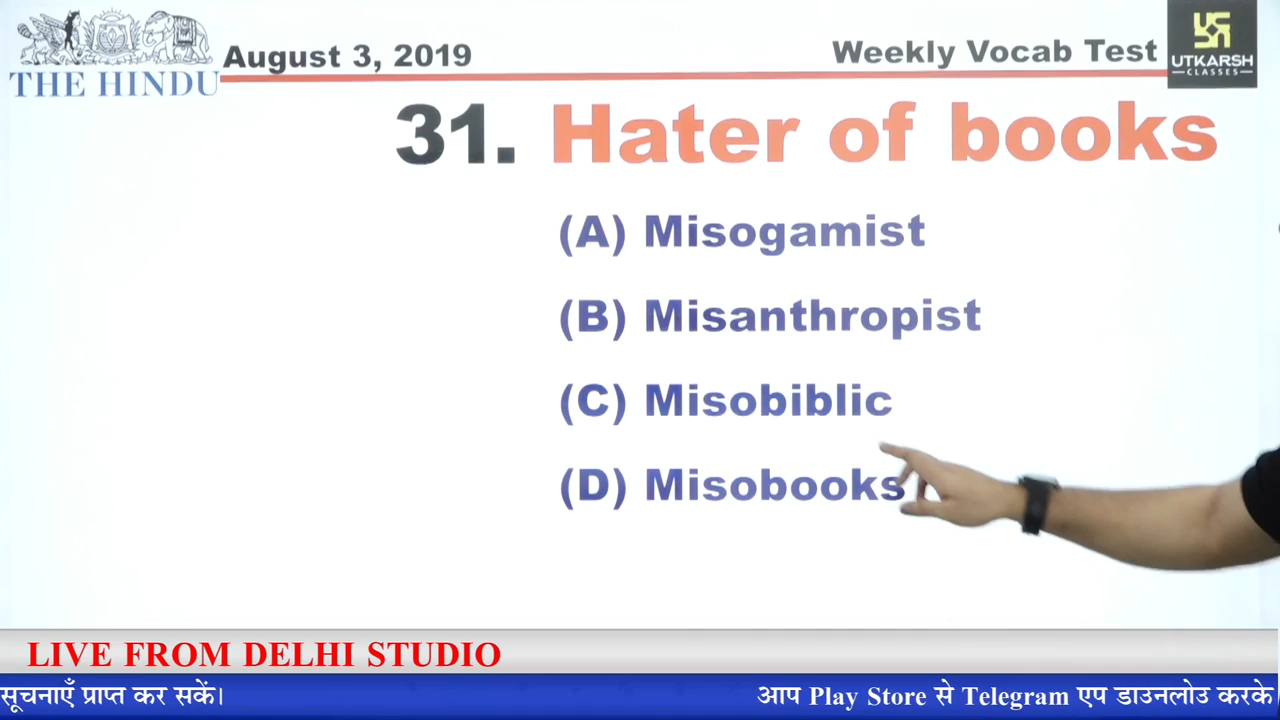 THE HINDU
August 3, 2019
Weekly Vocab Test
UTKARSH
CLASSES
31. Hater of books
(A) Misogamist
(B) Misanthropist
(C) Misobiblic
(D) Misobooks
LIVE FROM DELHI STUDIO
सूचनाएँ प्राप्त कर सकें। आप Play Store से Telegram एप डाउनलोउ करके